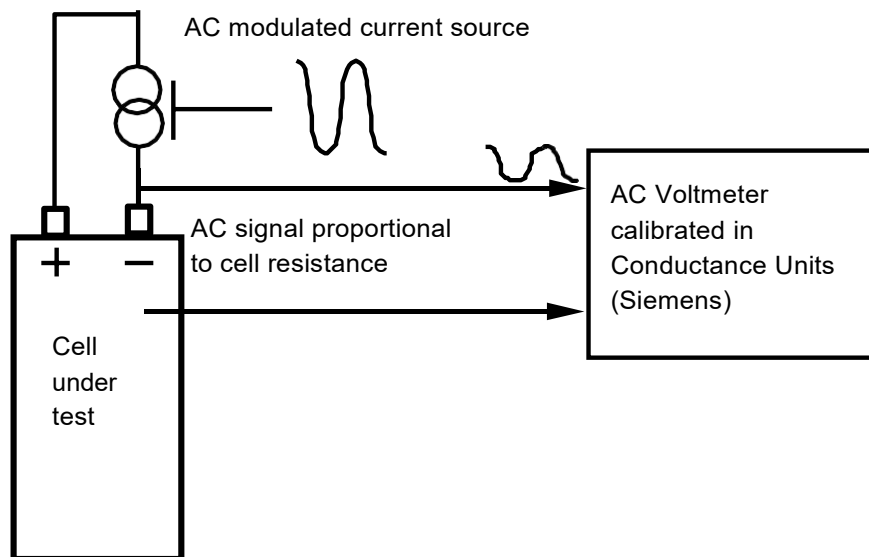 AC modulated current source
AC signal proportional
to cell resistance
AC Voltmeter
calibrated in
Conductance Units
(Siemens)
+ −
Cell
under
test